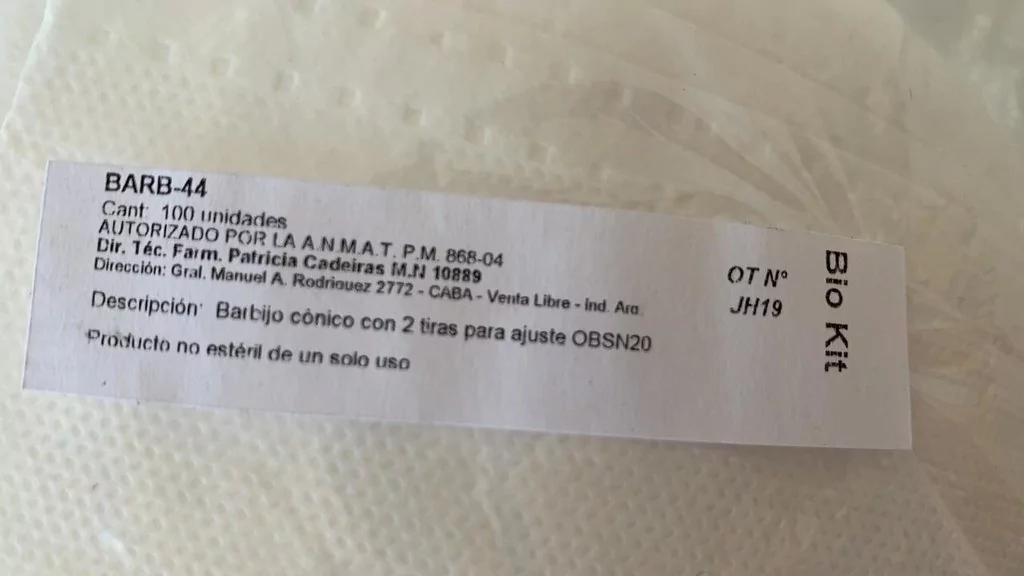 BARB-44
Cant: 100 unidades
AUTORIZADO POR LA A.N.M.A.T. P.M. 868-04
Dir. Téc. Farm. Patricia Cadeiras M.N 10889
Dirección: Gral. Manuel A. Rodriguez 2772 - CABA - Venta Libre - Ind. Arg.
Descripción: Barbijo cónico con 2 tiras para ajuste OBSN20
Producto no estéril de un solo uso
OT Nº
JH19
Bio Kit